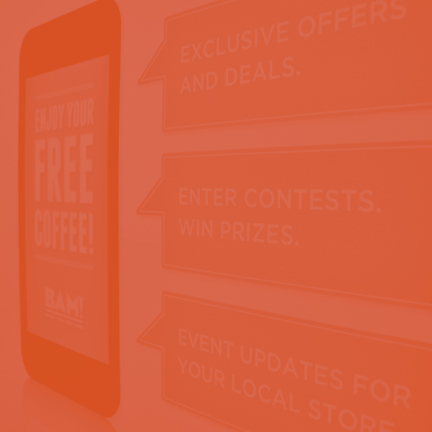 ENJOY YOUR
FREE
COFFEE!
BAM!
EXCLUSIVE OFFERS
AND DEALS.
ENTER CONTESTS.
WIN PRIZES.
EVENT UPDATES FOR
YOUR LOCAL STORE